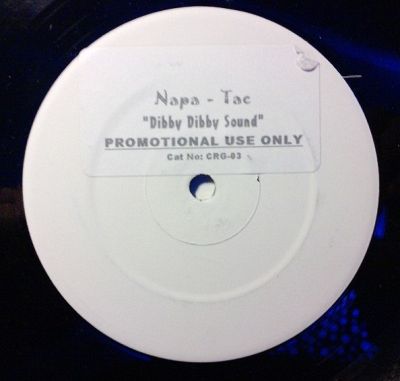 Napa - Tac
"Dibby Dibby Sound"
PROMOTIONAL USE ONLY
Cat No: CRG-03